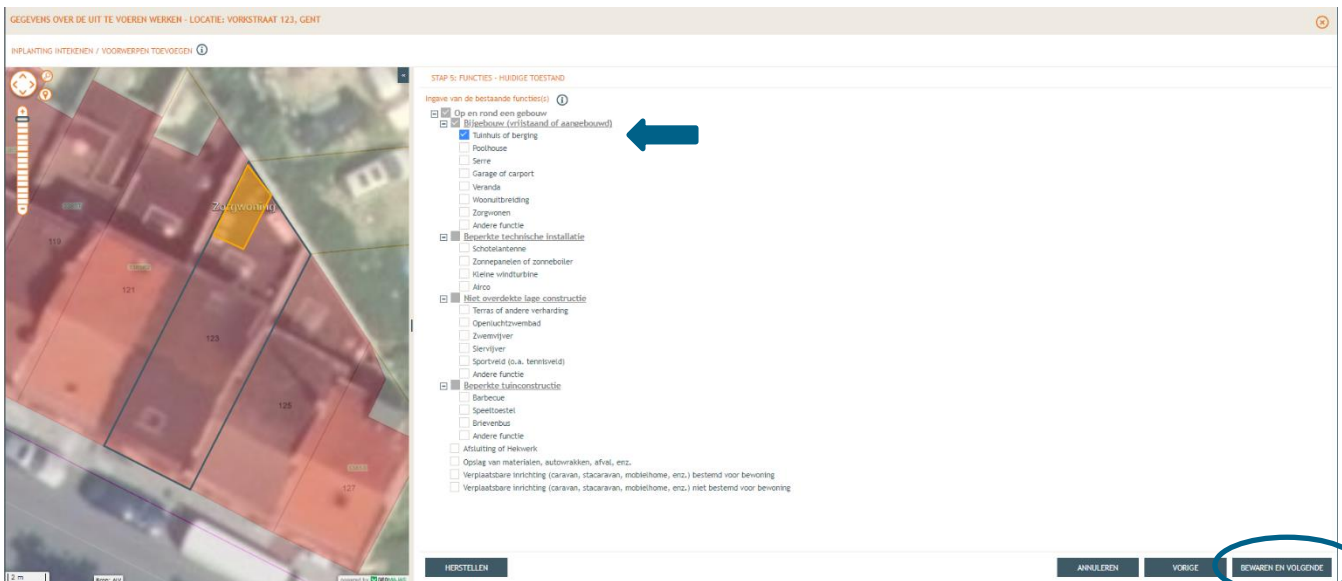 GEGEVENS OVER DE UIT TE VOEREN WERKEN - LOCATIE: VORKSTRAAT 123, GENT
INPLANTING INTEKENEN / VOORWERPEN TOEVOEGEN
STAP 5: FUNCTIES - HUIDIGE TOESTAND
Ingave van de bestaande functies(s)
Op en rond een gebouw
Bijgebouw (vrijstaand of aangebouwd)
Tuinhuis of berging
Poolhouse
Serre
Garage of carport
Veranda
Woonuitbreiding
Zorgwonen
Andere functie
Beperkte technische installatie
Schotelantenne
Zonnepanelen of zonneboiler
Kleine windturbine
Airco
Niet overdekte lage constructie
Terras of andere verharding
Openluchtzwembad
Zwemvijver
Siervijver
Sportveld (o.a. tennisveld)
Andere functie
Beperkte tuinconstructie
Barbecue
Speeltoestel
Brievenbus
Andere functie
Afsluiting of Hekwerk
Opslag van materialen, autowrakken, afval, enz.
Verplaatsbare inrichting (caravan, stacaravan, mobielhome, enz.) bestemd voor bewoning
Verplaatsbare inrichting (caravan, stacaravan, mobielhome, enz.) niet bestemd voor bewoning
Zorgwoning
119
121
123
125
127
2 m
powered by
HERSTELLEN
ANNULEREN
VORIGE
BEWAREN EN VOLGENDE